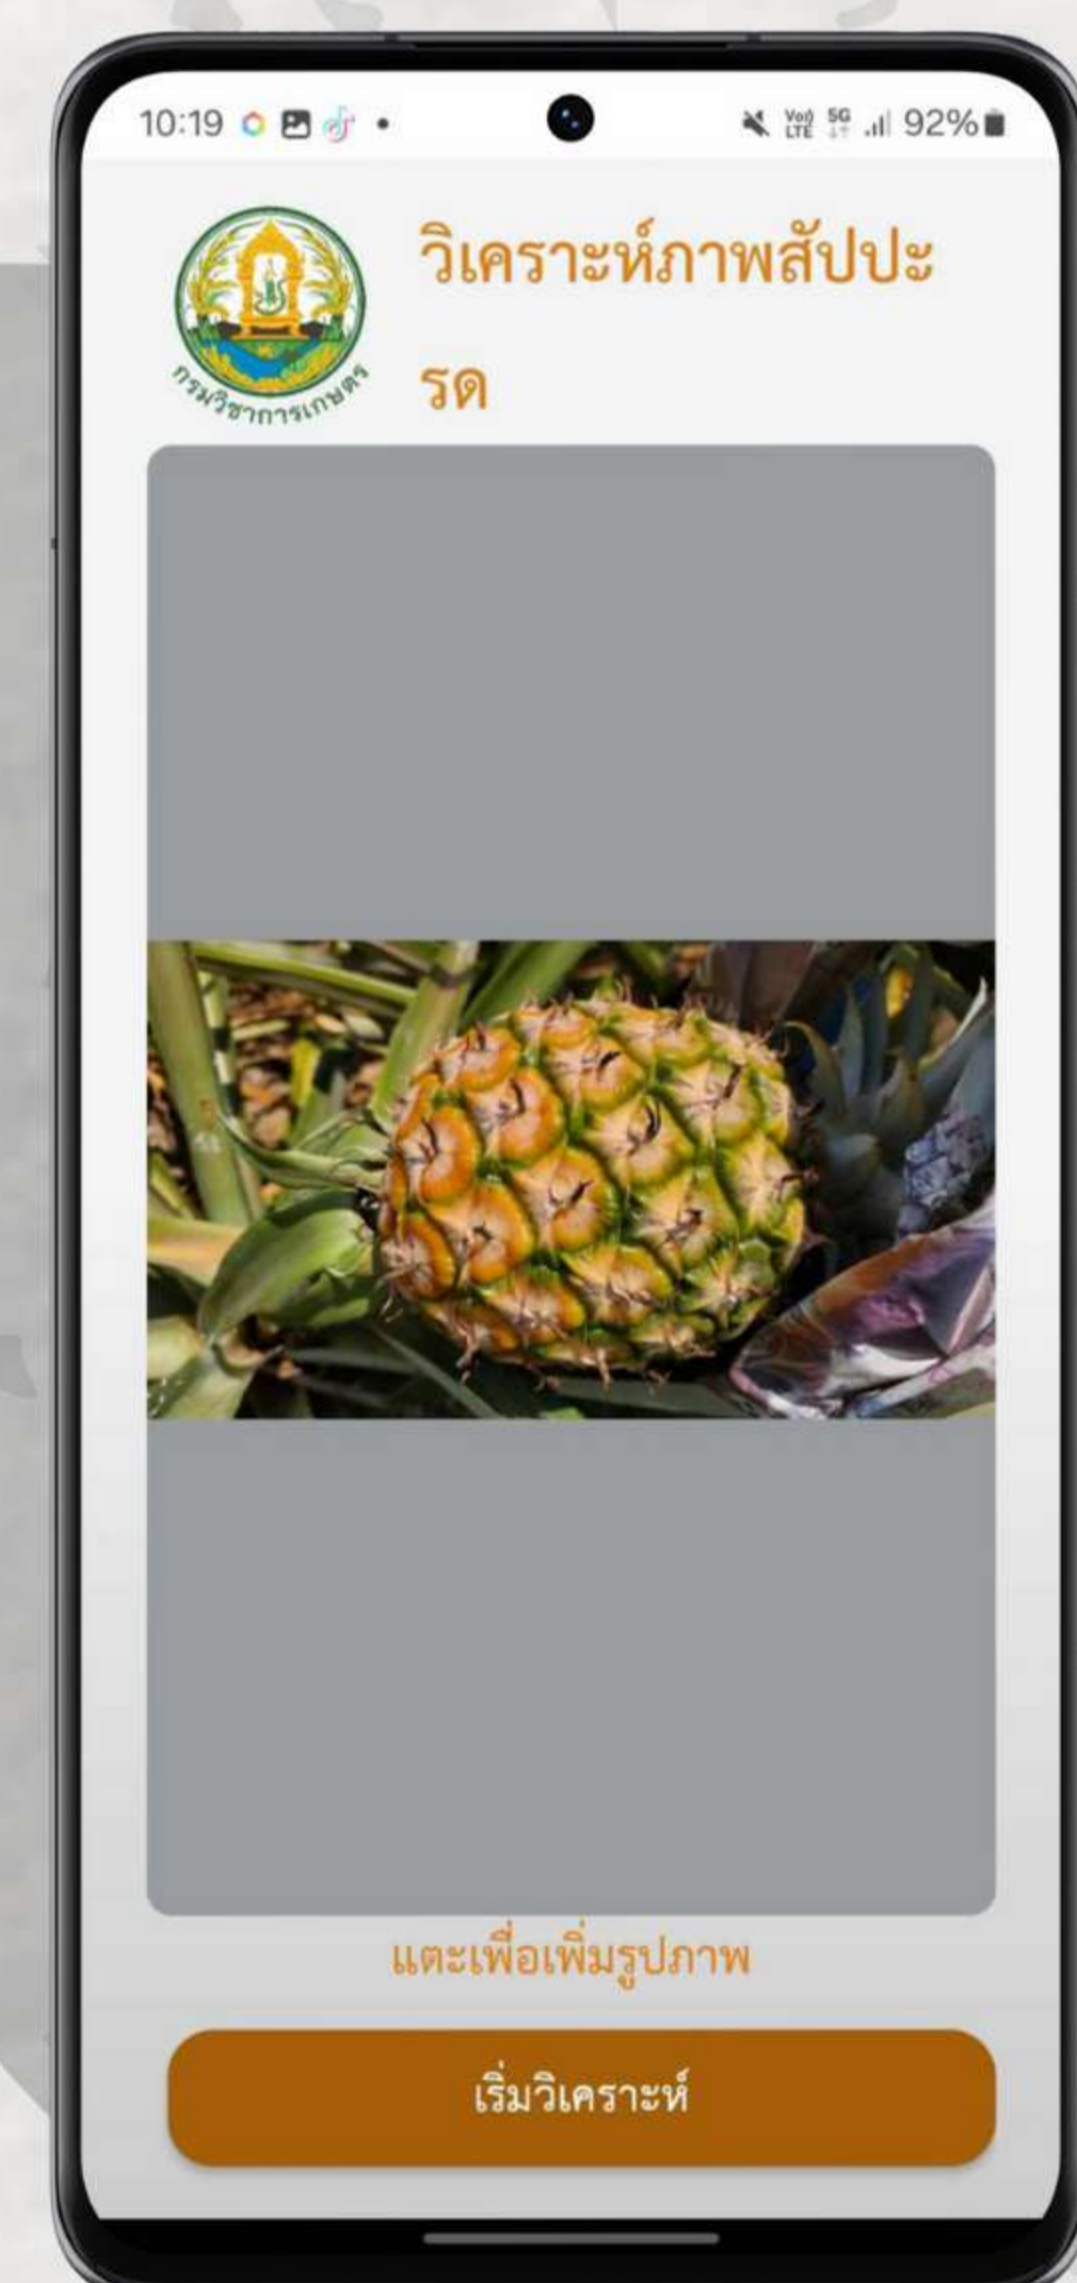 10:19
Vo) LTE 5G 92%
กรมวิชาการเกษตร
วิเคราะห์ภาพสัปปะ
รด
แตะเพื่อเพิ่มรูปภาพ
เริ่มวิเคราะห์